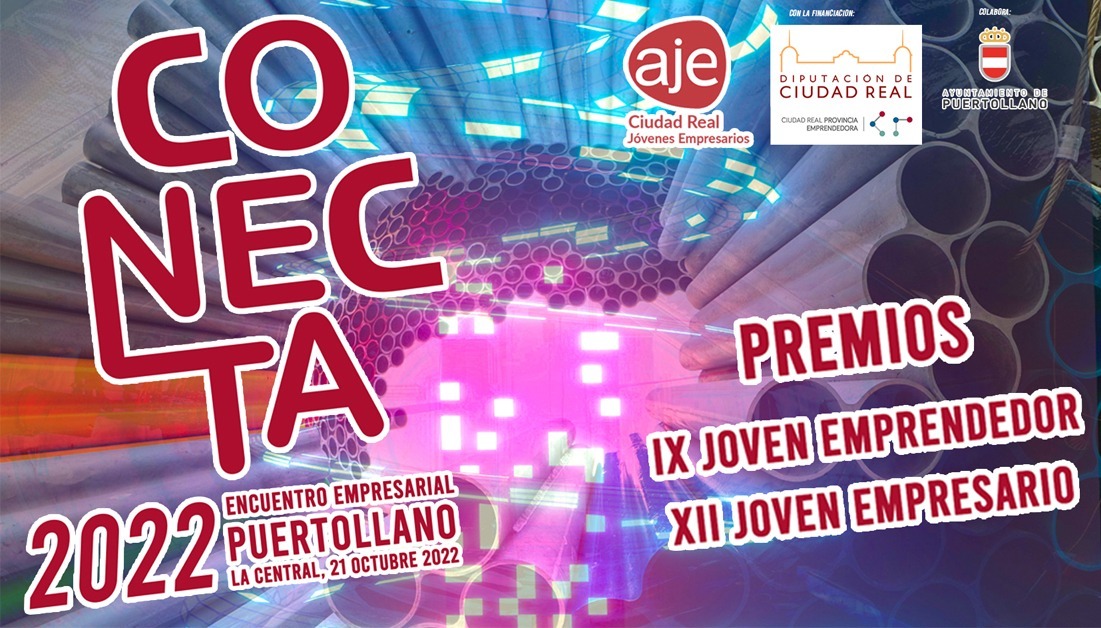 CO
NEC
TA
2022
ENCUENTRO EMPRESARIAL
PUERTOLLANO
LA CENTRAL, 21 OCTUBRE 2022
aje
Ciudad Real
Jóvenes Empresarios
CON LA FINANCIACIÓN:
DIPUTACIÓN DE
CIUDAD REAL
CIUDAD REAL PROVINCIA
EMPRENDEDORA
COLABORA:
AYUNTAMIENTO DE
PUERTOLLANO
PREMIOS
IX JOVEN EMPRENDEDOR
XII JOVEN EMPRESARIO